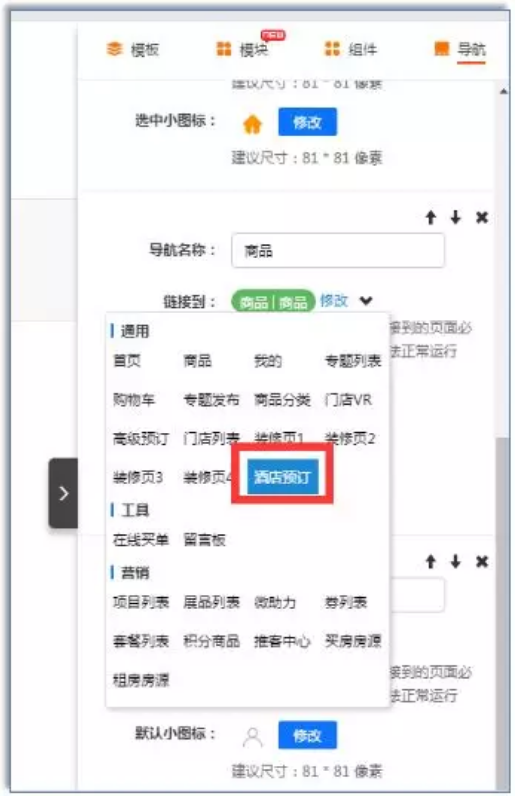 模板 模块 NEW 组件 导航
建议尺寸：81 * 81 像素
选中小图标： 修改
建议尺寸：81 * 81 像素
导航名称： 商品
链接到： 商品 | 商品 修改
接到的页面必
法正常运行
通用
首页 商品 我的 专题列表
购物车 专题发布 商品分类 门店VR
高级预订 门店列表 装修页1 装修页2
装修页3 装修页4 酒店预订
工具
在线买单 留言板
营销
项目列表 展品列表 微助力 券列表
套餐列表 积分商品 推客中心 买房房源
租房房源
接到的页面必
法正常运行
默认小图标： 修改
建议尺寸：81 * 81 像素